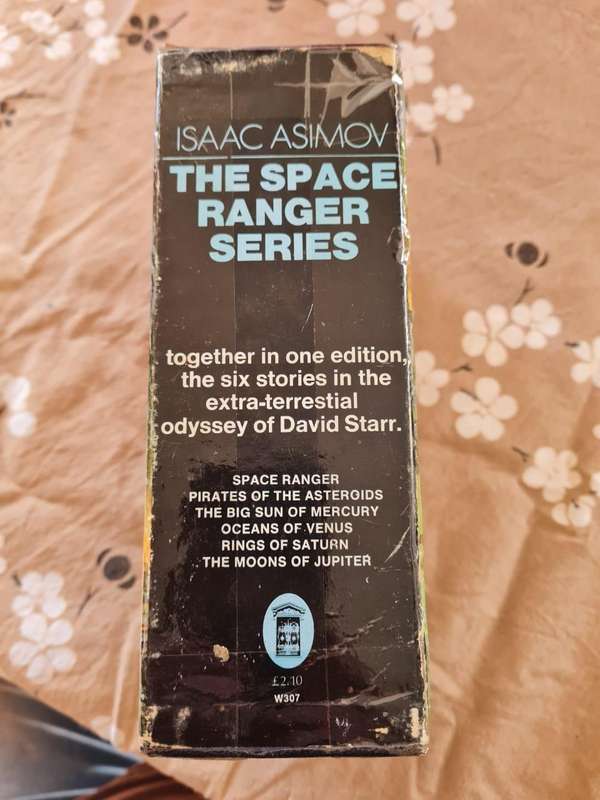 ISAAC ASIMOV
THE SPACE
RANGER
SERIES
together in one edition,
the six stories in the
extra-terrestial
odyssey of David Starr.
SPACE RANGER
PIRATES OF THE ASTEROIDS
THE BIG SUN OF MERCURY
OCEANS OF VENUS
RINGS OF SATURN
THE MOONS OF JUPITER
£2.10
W307